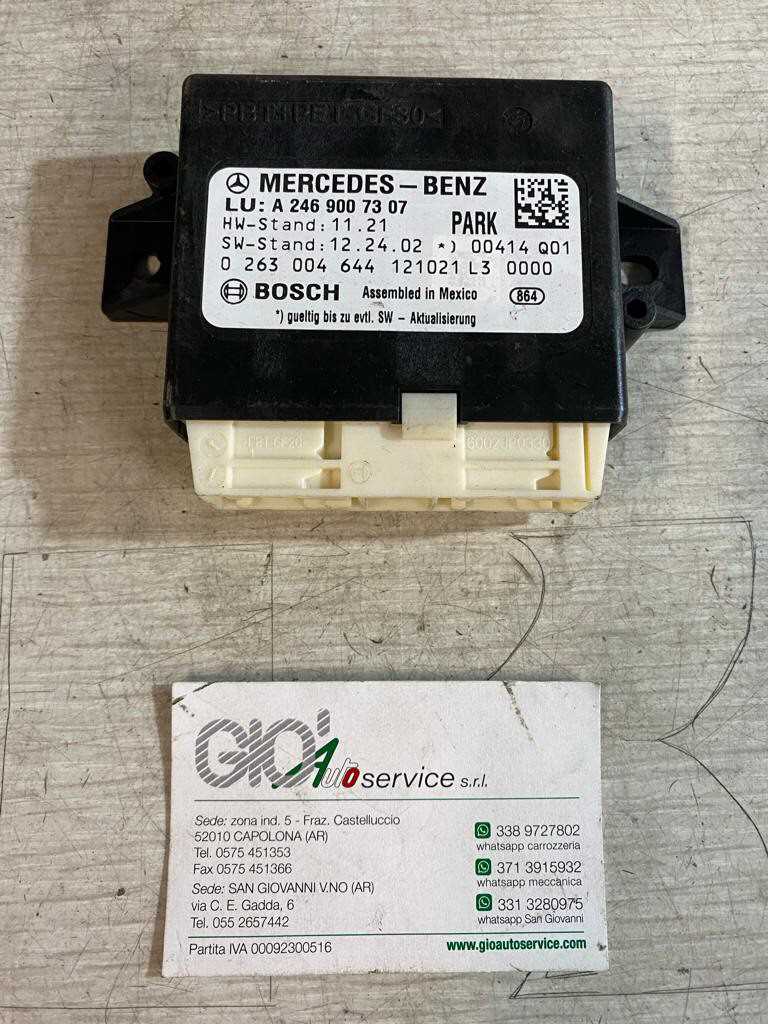 MERCEDES-BENZ
LU: A 246 900 73 07
HW-Stand: 11.21 PARK
SW-Stand: 12.24.02 *) 00414 Q01
0 263 004 644 121021 L3 0000
BOSCH Assembled in Mexico 864
*) gueltig bis zu evtl. SW - Aktualisierung
GIO' Auto service s.r.l.
Sede: zona ind. 5 - Fraz. Castelluccio
52010 CAPOLONA (AR)
Tel. 0575 451353
Fax 0575 451366
Sede: SAN GIOVANNI V.NO (AR)
via C. E. Gadda, 6
Tel. 055 2657442
338 9727802
whatsapp carrozzeria
371 3915932
whatsapp meccanica
331 3280975
whatsapp San Giovanni
Partita IVA 00092300516
www.gioautoservice.com